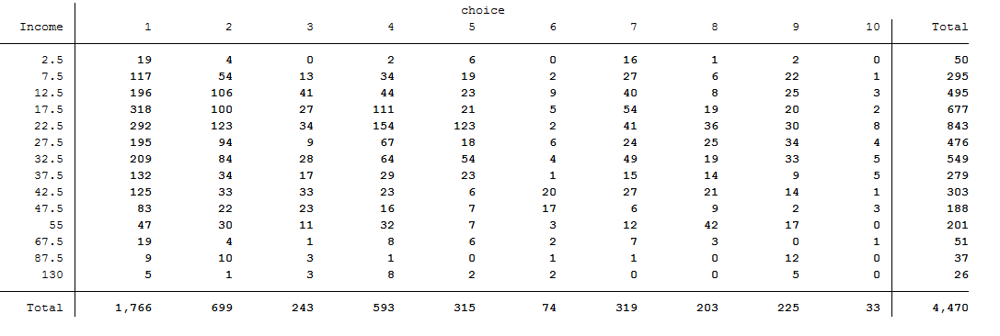 choice
Income 1 2 3 4 5 6 7 8 9 10 Total
2.5 19 4 0 2 6 0 16 1 2 0 50
7.5 117 54 13 34 19 2 27 6 22 1 295
12.5 196 106 41 44 23 9 40 8 25 3 495
17.5 318 100 27 111 21 5 54 19 20 2 677
22.5 292 123 34 154 123 2 41 36 30 8 843
27.5 195 94 9 67 18 6 24 25 34 4 476
32.5 209 84 28 64 54 4 49 19 33 5 549
37.5 132 34 17 29 23 1 15 14 9 5 279
42.5 125 33 33 23 6 20 27 21 14 1 303
47.5 83 22 23 16 7 17 6 9 2 3 188
55 47 30 11 32 7 3 12 42 17 0 201
67.5 19 4 1 8 6 2 7 3 0 1 51
87.5 9 10 3 1 0 1 1 0 12 0 37
130 5 1 3 8 2 2 0 0 5 0 26
Total 1,766 699 243 593 315 74 319 203 225 33 4,470